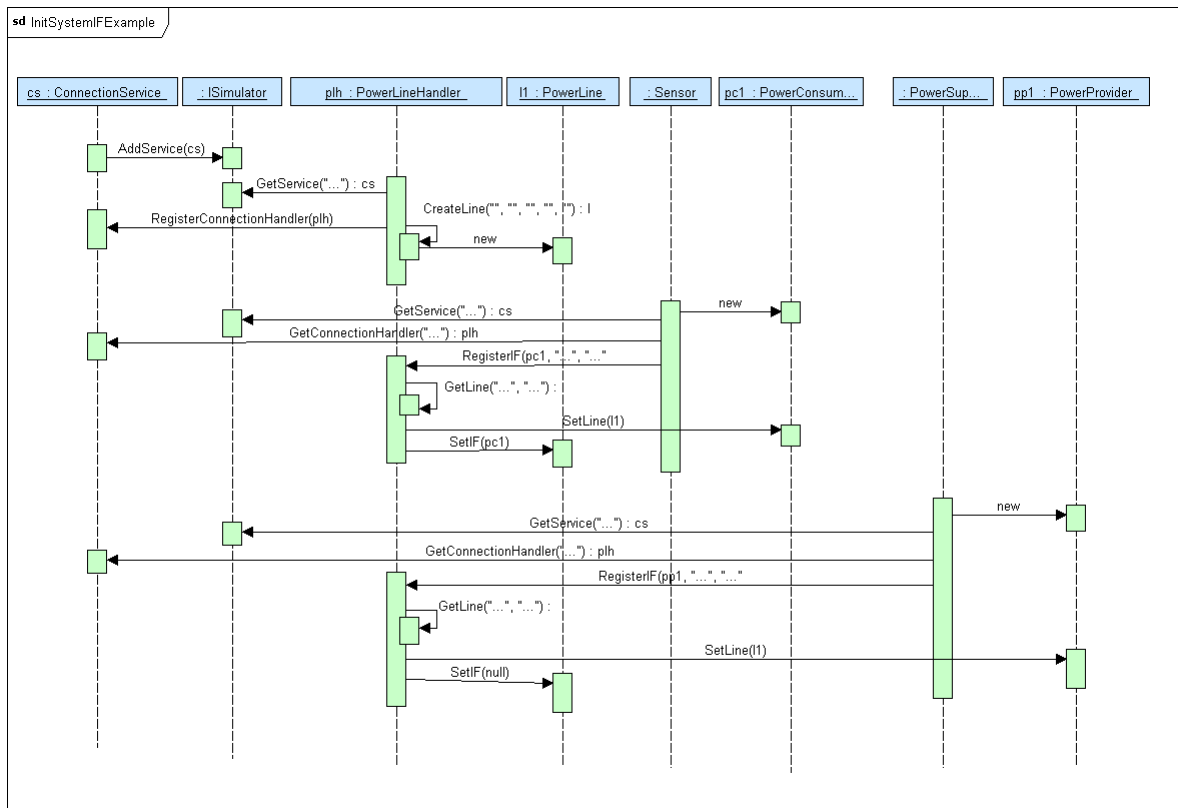 sd InitSystemIFExample
cs : ConnectionService
: ISimulator
plh : PowerLineHandler
l1 : PowerLine
: Sensor
pc1 : PowerConsum...
: PowerSup...
pp1 : PowerProvider
AddService(cs)
GetService("...") : cs
CreateLine("", "", "", "", "") : l
RegisterConnectionHandler(plh)
new
new
GetService("...") : cs
GetConnectionHandler("...") : plh
RegisterIF(pc1, "...", "..."
GetLine("...", "...") :
SetLine(l1)
SetIF(pc1)
new
GetService("...") : cs
GetConnectionHandler("...") : plh
RegisterIF(pp1, "...", "..."
GetLine("...", "...") :
SetLine(l1)
SetIF(null)